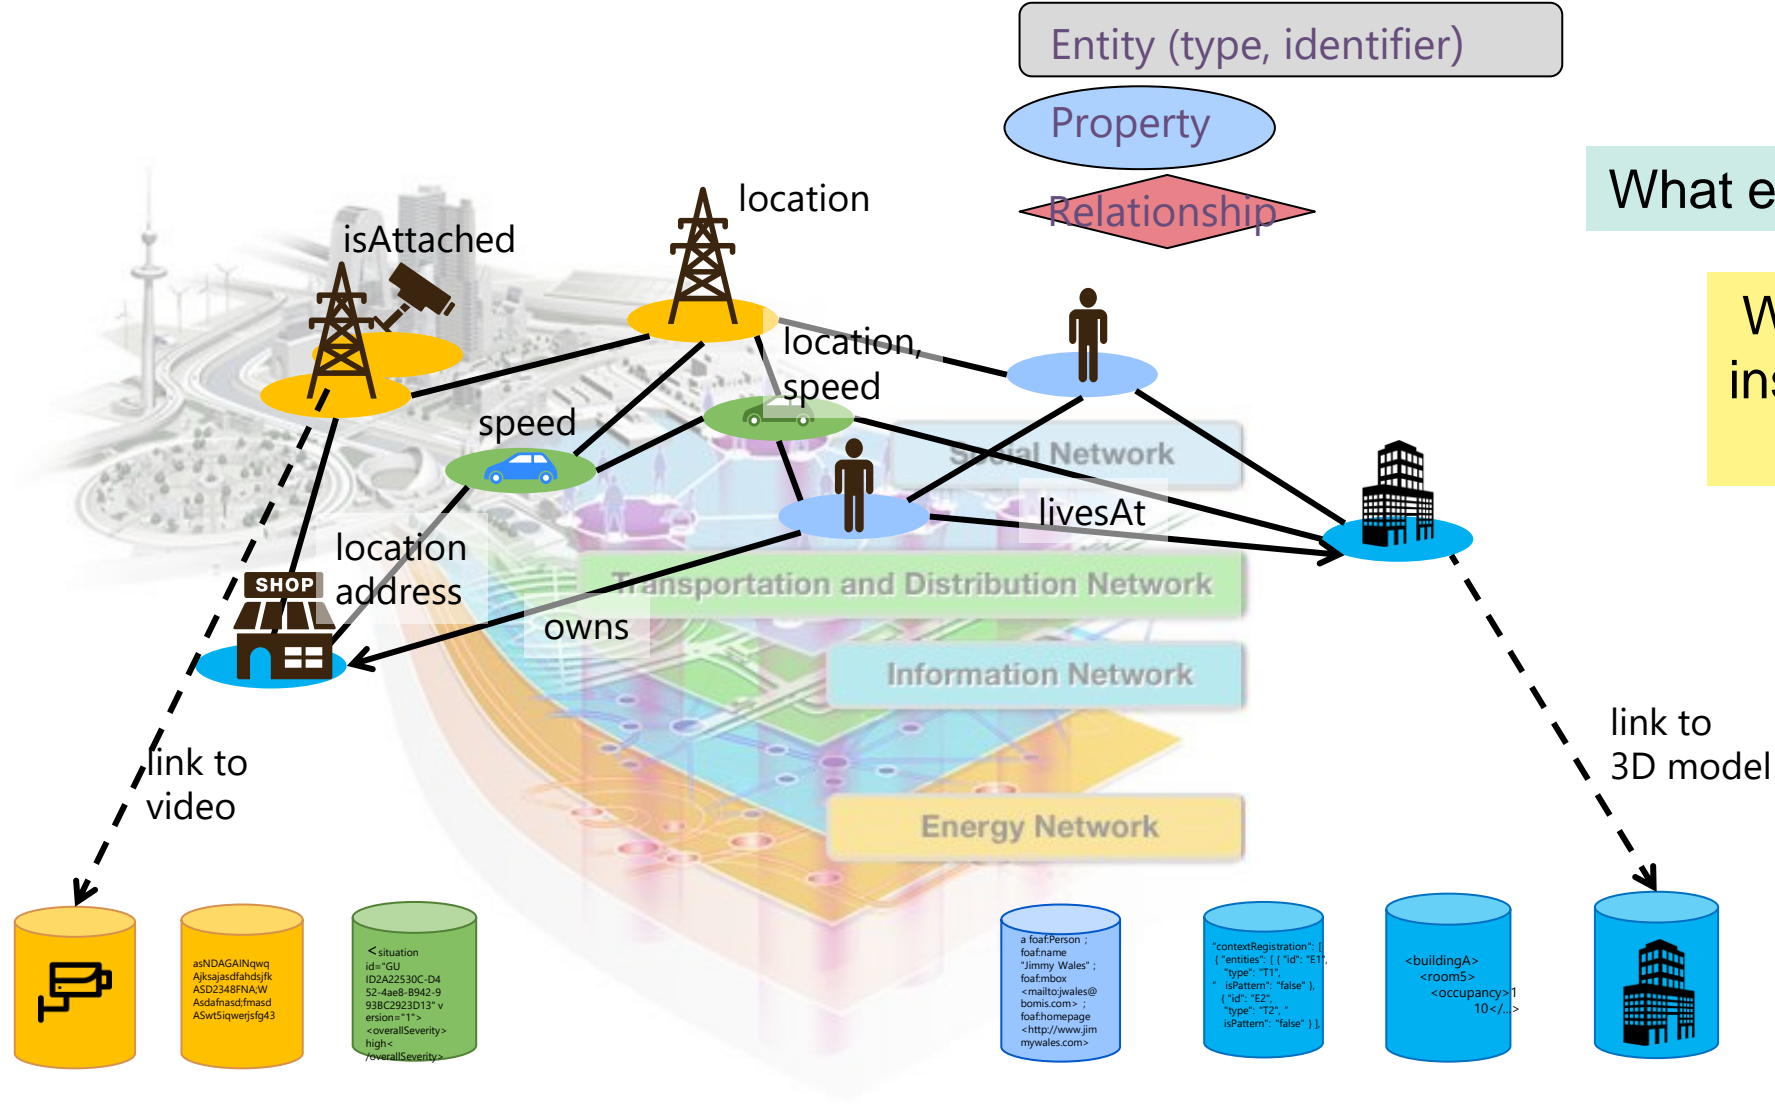 Entity (type, identifier)
Property
Relationship
What e
W
ins
location
isAttached
location,
speed
speed
Social Network
livesAt
location
address
SHOP
Transportation and Distribution Network
owns
Information Network
link to
video
link to
3D model
Energy Network
asNDAGAINqwq
Ajksajasdfahdsjfk
ASD2348FNA;W
Asdafnasd;fmasd
ASwt5iqwerjsfg43
<situation
id="GU
ID2A22530C-D4
52-4ae8-B942-9
93BC2923D13" v
ersion="1">
<overallSeverity>
high<
/overallSeverity>
a foaf:Person ;
foaf:name
"Jimmy Wales" ;
foaf:mbox
<mailto:jwales@
bomis.com> ;
foaf:homepage
<http://www.jim
mywales.com>
"contextRegistration": [
{ "entities": [ { "id": "E1",
"type": "T1",
" isPattern": "false" },
{ "id": "E2",
"type": "T2", "
isPattern": "false" } ],
<buildingA>
<room5>
<occupancy>1
10</...>